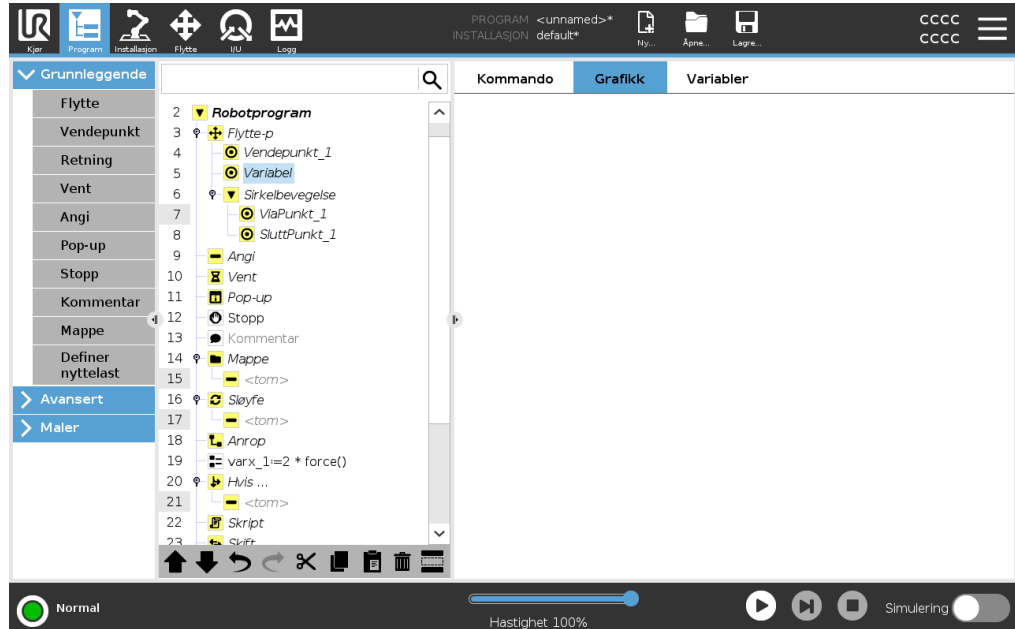 PROGRAM <unnamed>*
INSTALLASJON default*
Kjør
Program
Installasjon
Flytte
I/U
Logg
Ny...
Åpne...
Lagre...
CCCC
CCCC
Grunnleggende
Flytte
Vendepunkt
Retning
Vent
Angi
Pop-up
Stopp
Kommentar
Mappe
Definer
nyttelast
Avansert
Maler
2 Robotprogram
3 Flytte-p
4 Vendepunkt_1
5 Variabel
6 Sirkelbevegelse
7 ViaPunkt_1
8 SluttPunkt_1
9 Angi
10 Vent
11 Pop-up
12 Stopp
13 Kommentar
14 Mappe
15 <tom>
16 Sløyfe
17 <tom>
18 Anrop
19 varx_1:=2 * force()
20 Hvis ...
21 <tom>
22 Skript
23 Skift
Kommando
Grafikk
Variabler
Normal
Hastighet 100%
Simulering